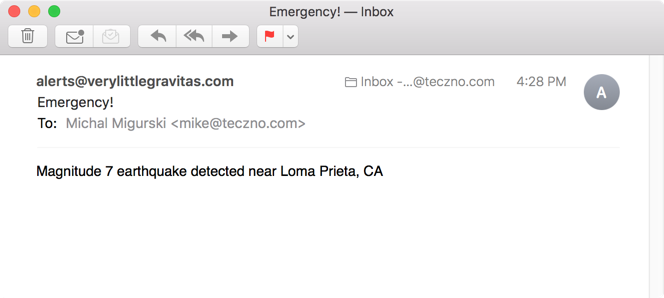 Emergency! — Inbox
alerts@verylittlegravitas.com Inbox -...@teczno.com 4:28 PM
A
Emergency!
To: Michal Migurski <mike@teczno.com>
Magnitude 7 earthquake detected near Loma Prieta, CA